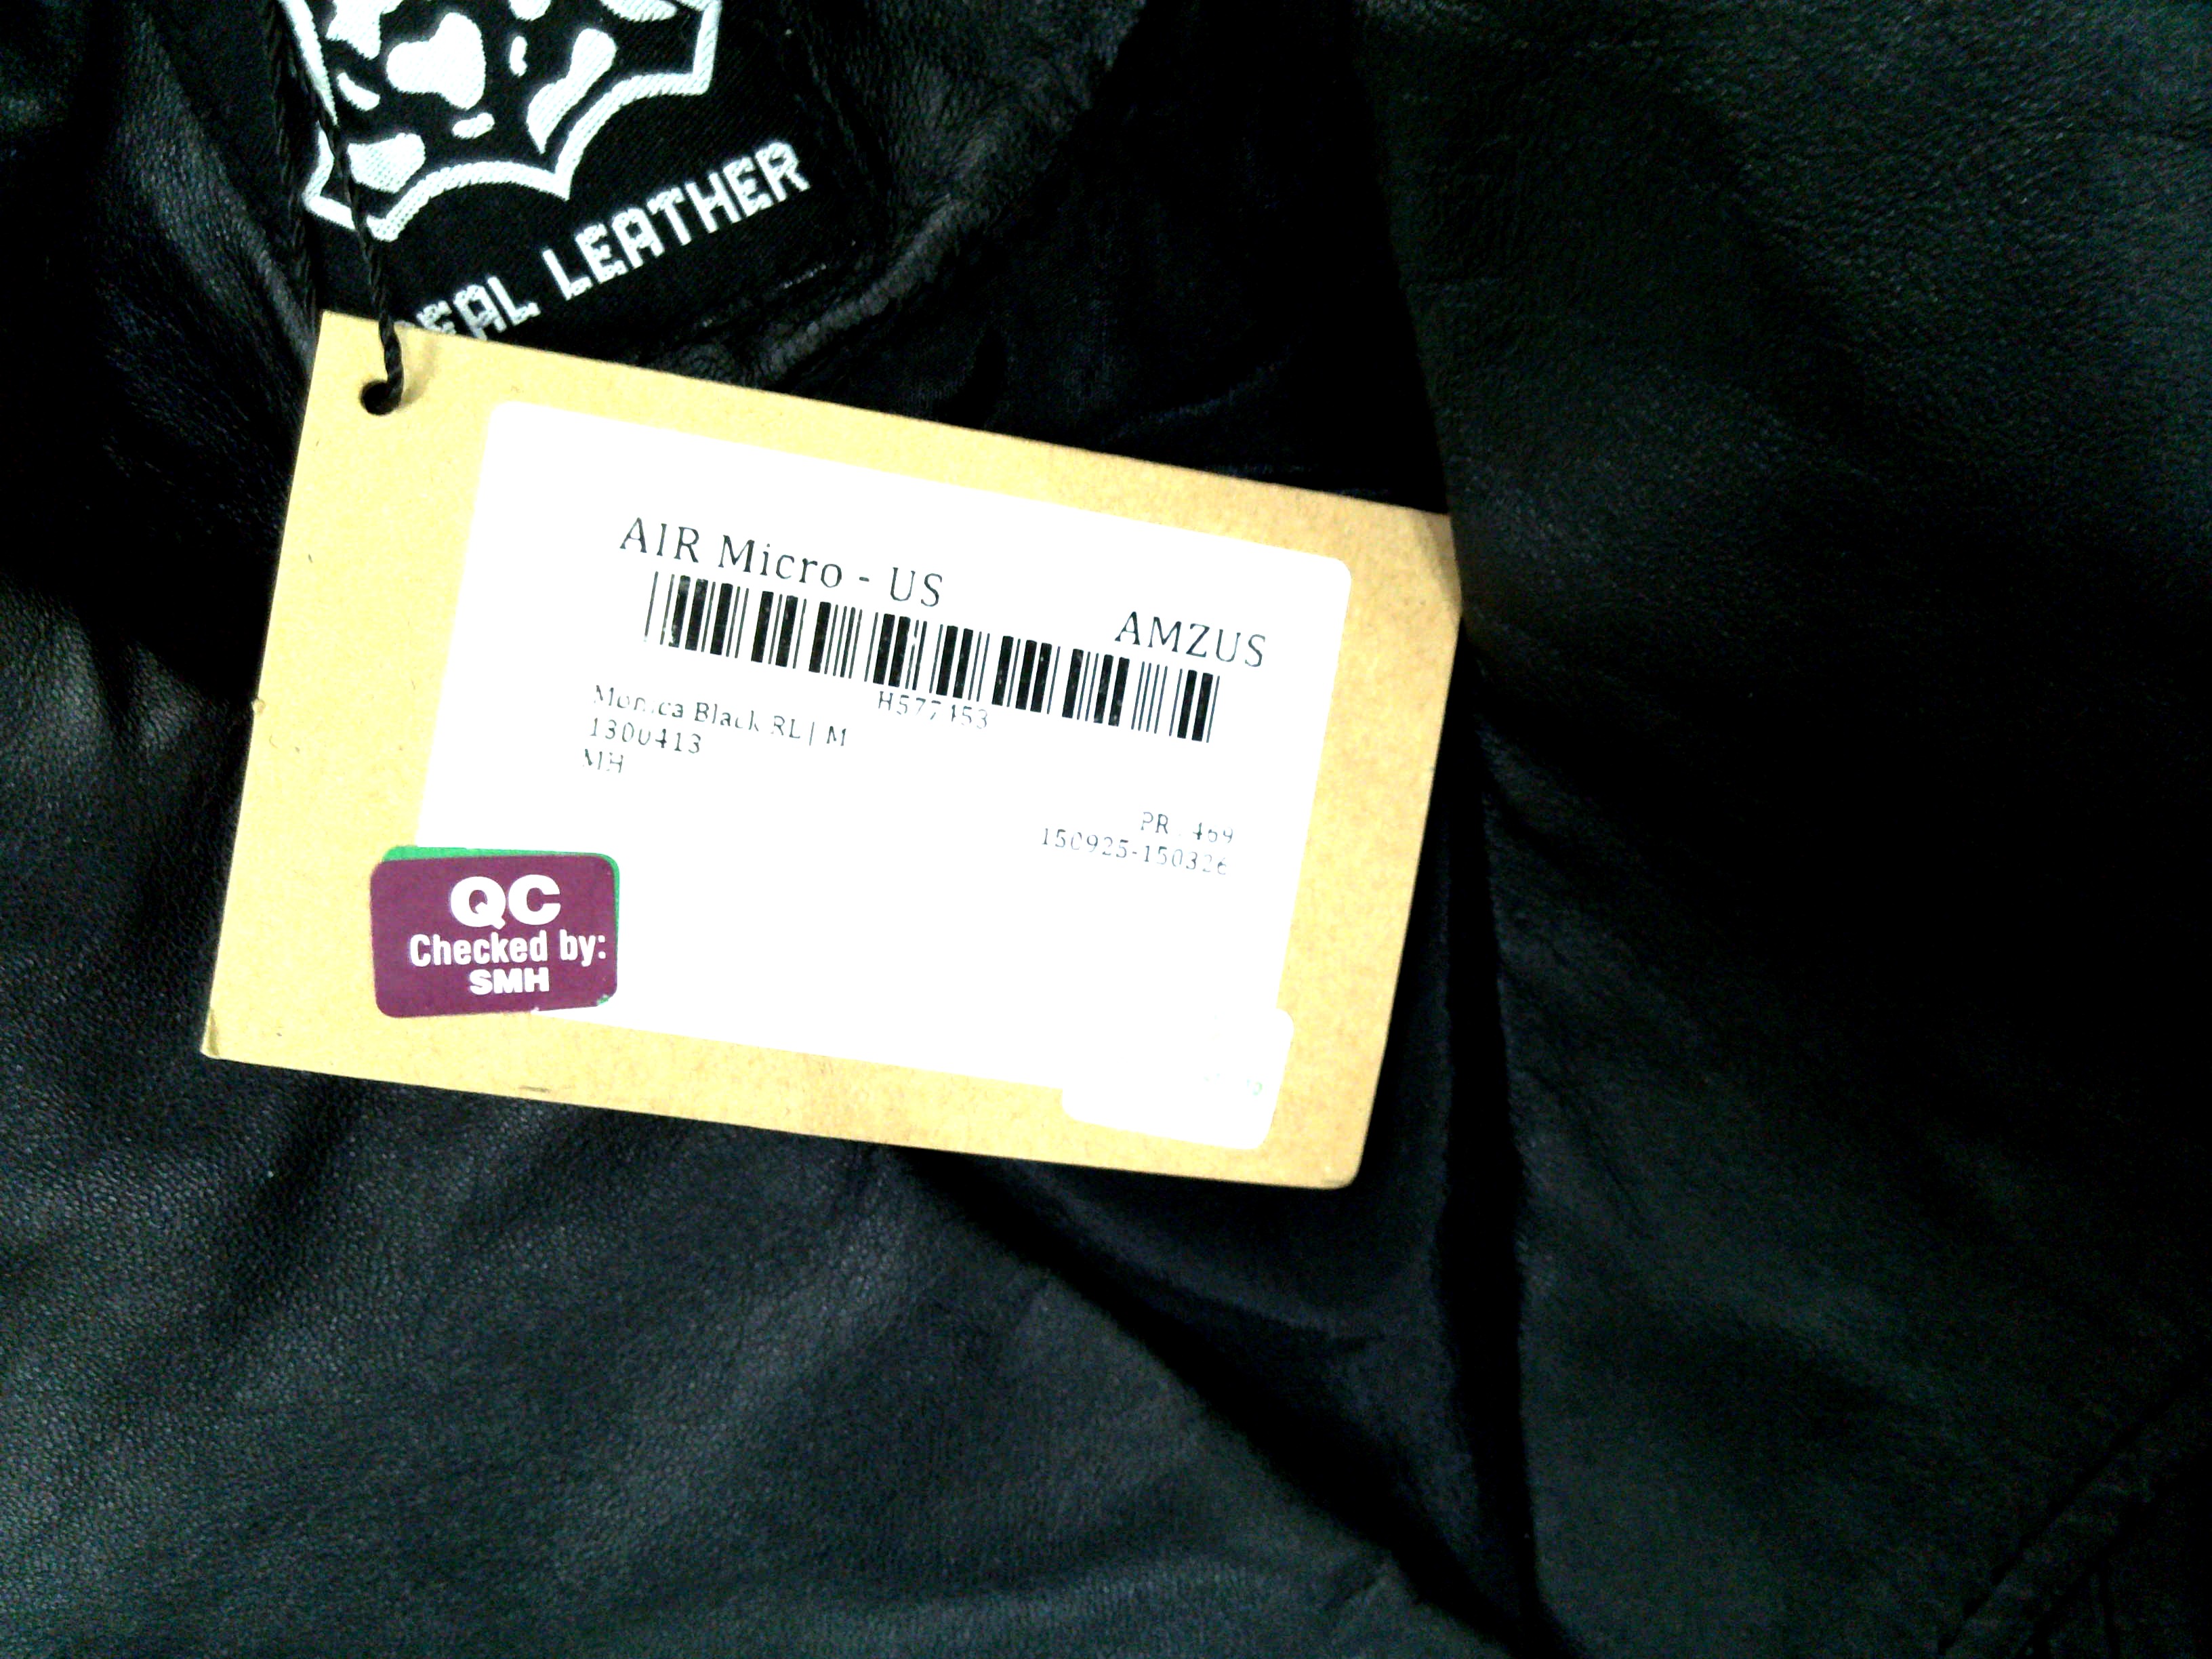 EAL LEATHER
AIR Micro - US
AMZUS
H577153
Monica Black RL | M
1300413
MH
PR
150925-150326
QC
Checked by:
SMH